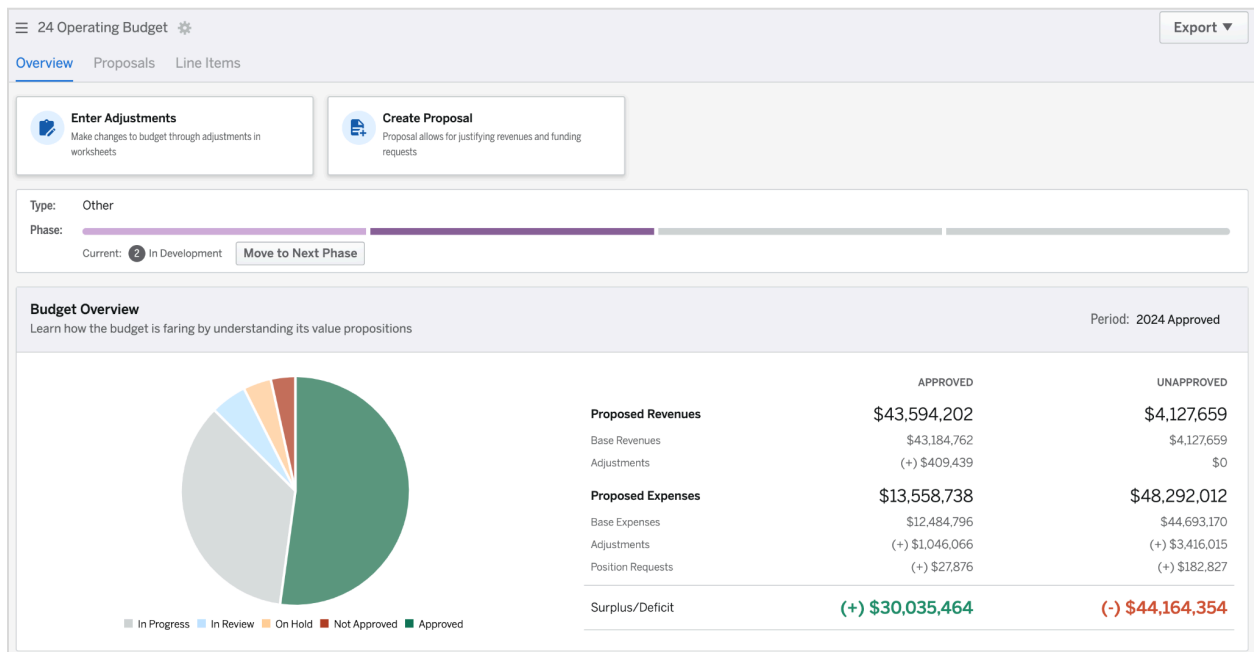 24 Operating Budget
Export
Overview Proposals Line Items
Enter Adjustments
Make changes to budget through adjustments in
worksheets
Create Proposal
Proposal allows for justifying revenues and funding
requests
Type: Other
Phase:
Current: 2 In Development Move to Next Phase
Budget Overview
Learn how the budget is faring by understanding its value propositions
Period: 2024 Approved
APPROVED UNAPPROVED
Proposed Revenues $43,594,202 $4,127,659
Base Revenues $43,184,762 $4,127,659
Adjustments (+) $409,439 $0
Proposed Expenses $13,558,738 $48,292,012
Base Expenses $12,484,796 $44,693,170
Adjustments (+) $1,046,066 (+) $3,416,015
Position Requests (+) $27,876 (+) $182,827
Surplus/Deficit (+) $30,035,464 (-) $44,164,354
In Progress In Review On Hold Not Approved Approved